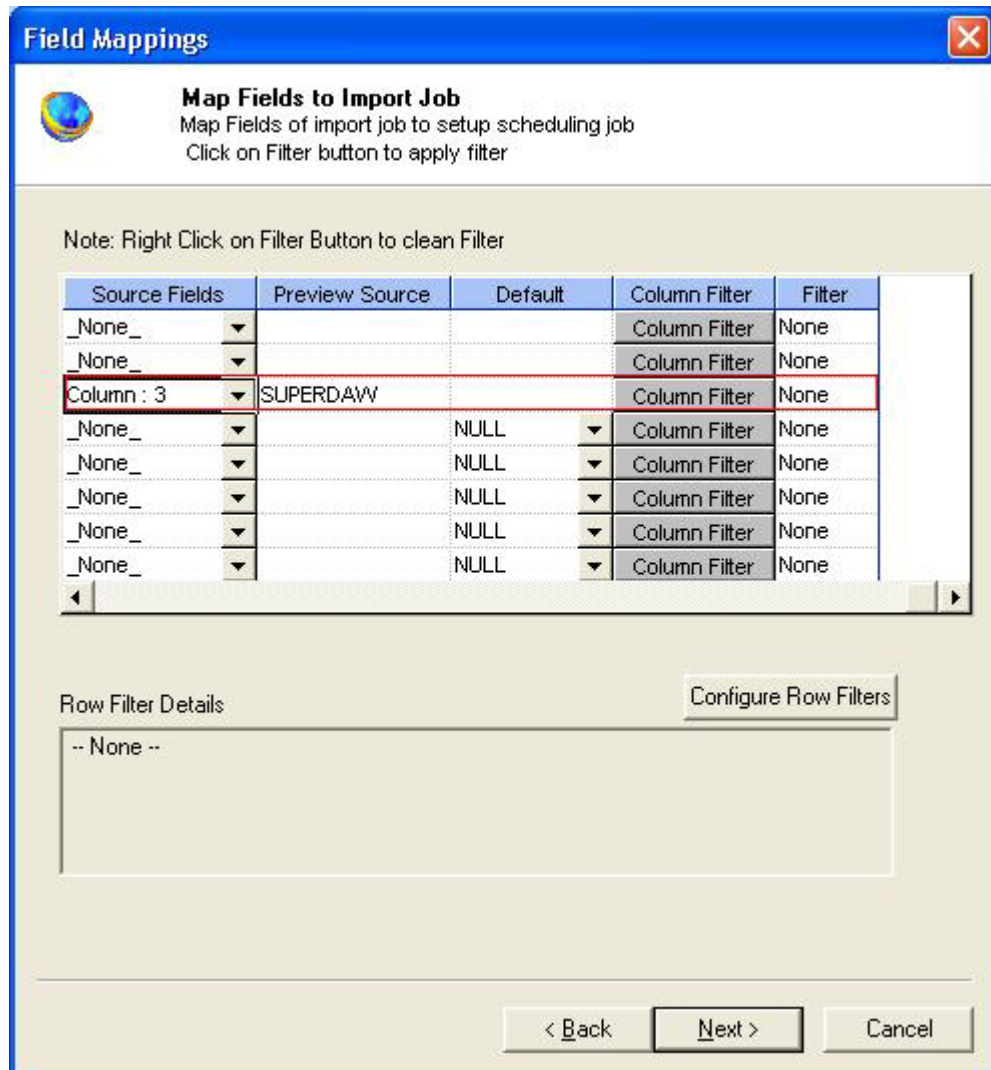 Field Mappings
Map Fields to Import Job
Map Fields of import job to setup scheduling job
Click on Filter button to apply filter
Note: Right Click on Filter Button to clean Filter
Source Fields Preview Source Default Column Filter Filter
_None_ Column Filter None
_None_ Column Filter None
Column : 3 SUPERDAW Column Filter None
_None_ NULL Column Filter None
_None_ NULL Column Filter None
_None_ NULL Column Filter None
_None_ NULL Column Filter None
_None_ NULL Column Filter None
Row Filter Details
Configure Row Filters
-- None --
< Back Next > Cancel